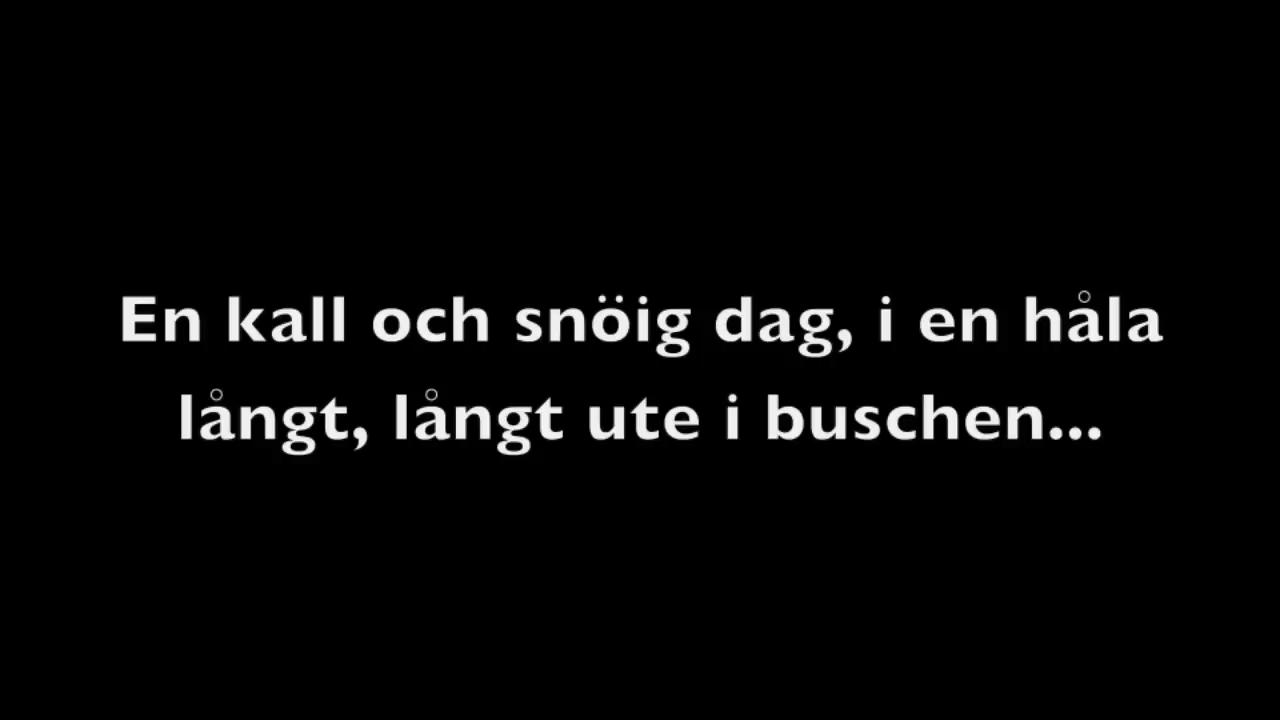 En kall och snöig dag, i en håla
långt, långt ute i buschen...